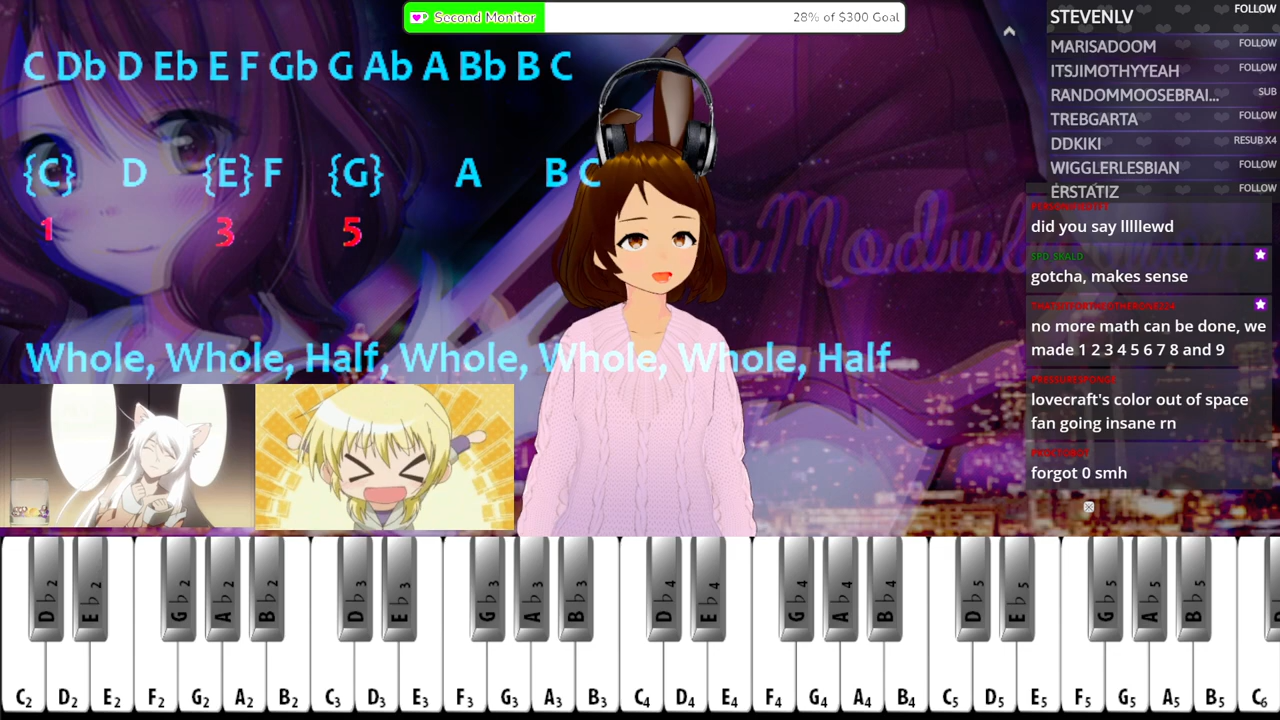 Second Monitor
28% of $300 Goal
C Db D Eb E F Gb G Ab A Bb B C
{C} D {E} F {G} A B C
1 3 5
Whole, Whole, Half, Whole, Whole, Whole, Half
STEVENLV FOLLOW
MARISADOOM FOLLOW
ITSJIMOTHYYEAH FOLLOW
RANDOMMOOSEBRAI... SUB
TREBGARTA FOLLOW
DDKIKI RESUB X4
WIGGLERLESBIAN FOLLOW
ERSTATIZ FOLLOW
did you say lllllewd
SPD-SKALD
gotcha, makes sense
no more math can be done, we
made 1 2 3 4 5 6 7 8 and 9
PRESSURESPONGE
lovecraft's color out of space
fan going insane rn
forgot 0 smh
D♭2 E♭2 G♭2 A♭2 B♭2 D♭3 E♭3 G♭3 A♭3 B♭3 D♭4 E♭4 G♭4 A♭4 B♭4 D♭5 E♭5 G♭5 A♭5 B♭5
C2 D2 E2 F2 G2 A2 B2 C3 D3 E3 F3 G3 A3 B3 C4 D4 E4 F4 G4 A4 B4 C5 D5 E5 F5 G5 A5 B5 C6